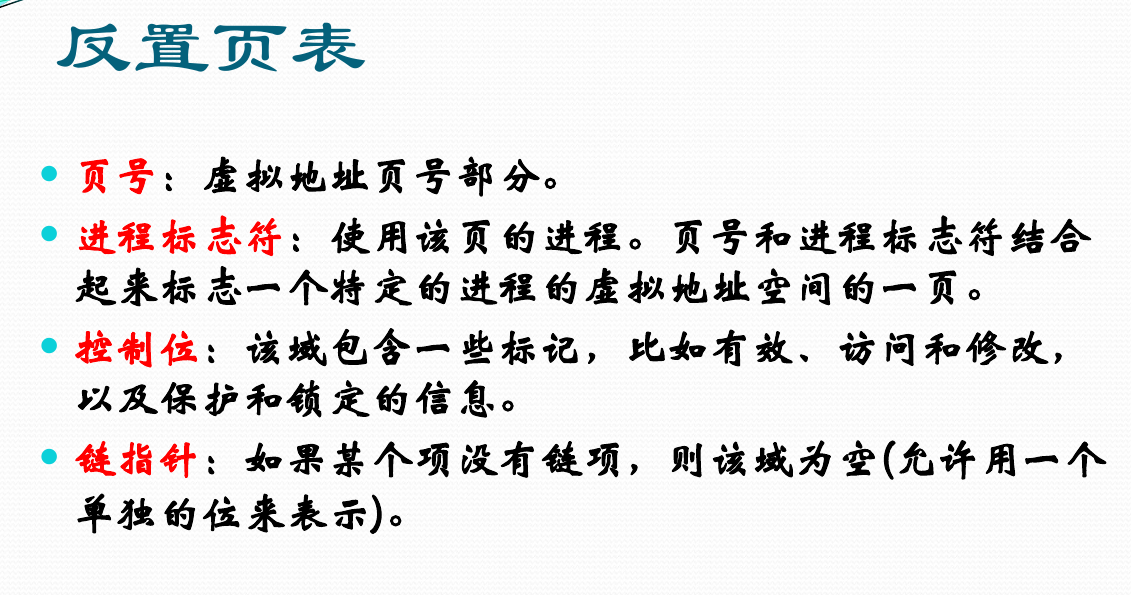 反置页表
页号：虚拟地址页号部分。
进程标志符：使用该页的进程。页号和进程标志符结合
起来标志一个特定的进程的虚拟地址空间的一页。
控制位：该域包含一些标记，比如有效、访问和修改，
以及保护和锁定的信息。
链指针：如果某个项没有链项，则该域为空(允许用一个
单独的位来表示)。